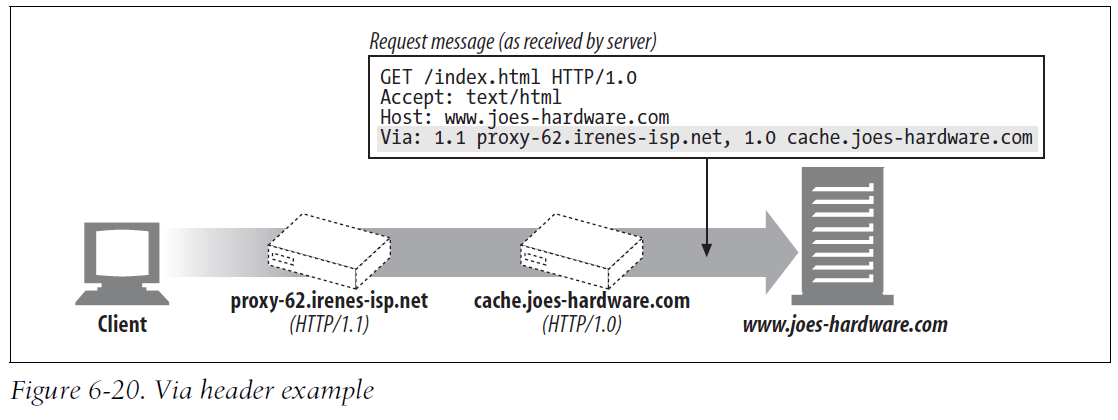 Request message (as received by server)
GET /index.html HTTP/1.0
Accept: text/html
Host: www.joes-hardware.com
Via: 1.1 proxy-62.irenes-isp.net, 1.0 cache.joes-hardware.com
Client
proxy-62.irenes-isp.net
(HTTP/1.1)
cache.joes-hardware.com
(HTTP/1.0)
www.joes-hardware.com
Figure 6-20. Via header example